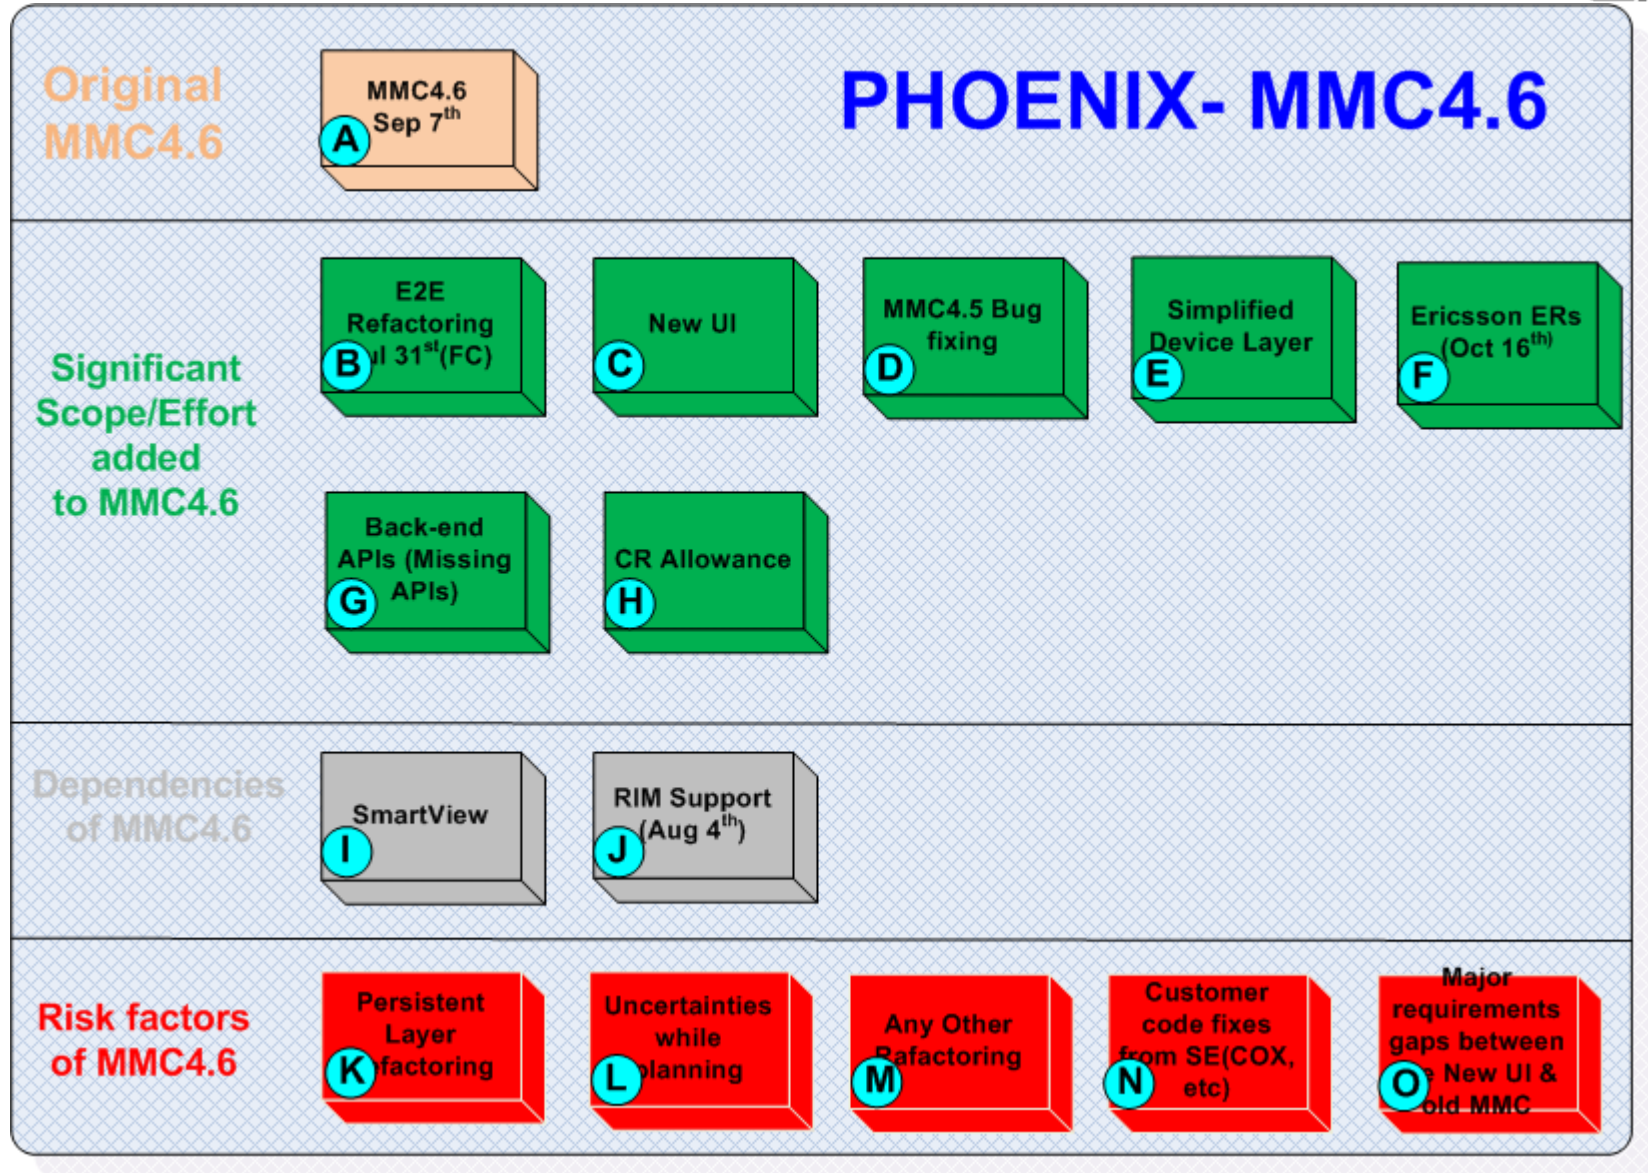 Original
MMC4.6
MMC4.6
Sep 7th
A
PHOENIX- MMC4.6
Significant
Scope/Effort
added
to MMC4.6
E2E
Refactoring
ul 31st(FC)
B
New UI
C
MMC4.5 Bug
fixing
D
Simplified
Device Layer
E
Ericsson ERs
(Oct 16th)
F
Back-end
APIs (Missing
APIs)
G
CR Allowance
H
Dependencies
of MMC4.6
SmartView
I
RIM Support
(Aug 4th)
J
Risk factors
of MMC4.6
Persistent
Layer
efactoring
K
Uncertainties
while
planning
L
Any Other
Rafactoring
M
Customer
code fixes
from SE(COX,
etc)
N
Major
requirements
gaps between
e New UI &
old MMC
O